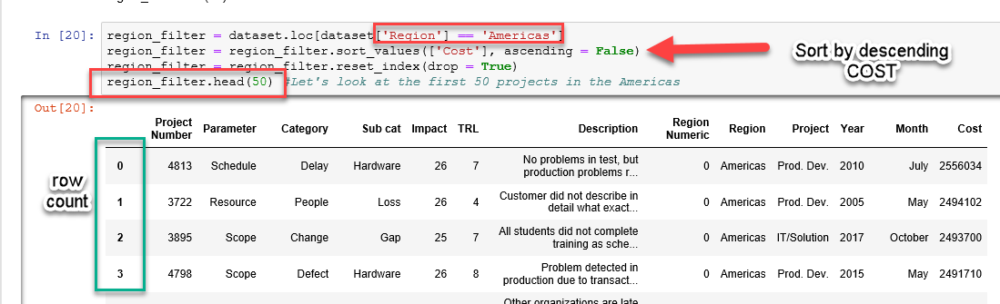 In [20]: region_filter = dataset.loc[dataset['Region'] == 'Americas']
region_filter = region_filter.sort_values(['Cost'], ascending = False)
region_filter = region_filter.reset_index(drop = True)
region_filter.head(50) #Let's look at the first 50 projects in the Americas
Sort by descending
COST
Out[20]:
Project Number Parameter Category Sub cat Impact TRL Description Region Numeric Region Project Year Month Cost
row
count
0 4813 Schedule Delay Hardware 26 7 No problems in test, but production problems r... 0 Americas Prod. Dev. 2010 July 2556034
1 3722 Resource People Loss 26 4 Customer did not describe in detail what exact... 0 Americas Prod. Dev. 2005 May 2494102
2 3895 Scope Change Gap 25 7 All students did not complete training as sche... 0 Americas IT/Solution 2017 October 2493700
3 4798 Scope Defect Hardware 26 8 Problem detected in production due to transact... 0 Americas Prod. Dev. 2015 May 2491710
Other organizations are late